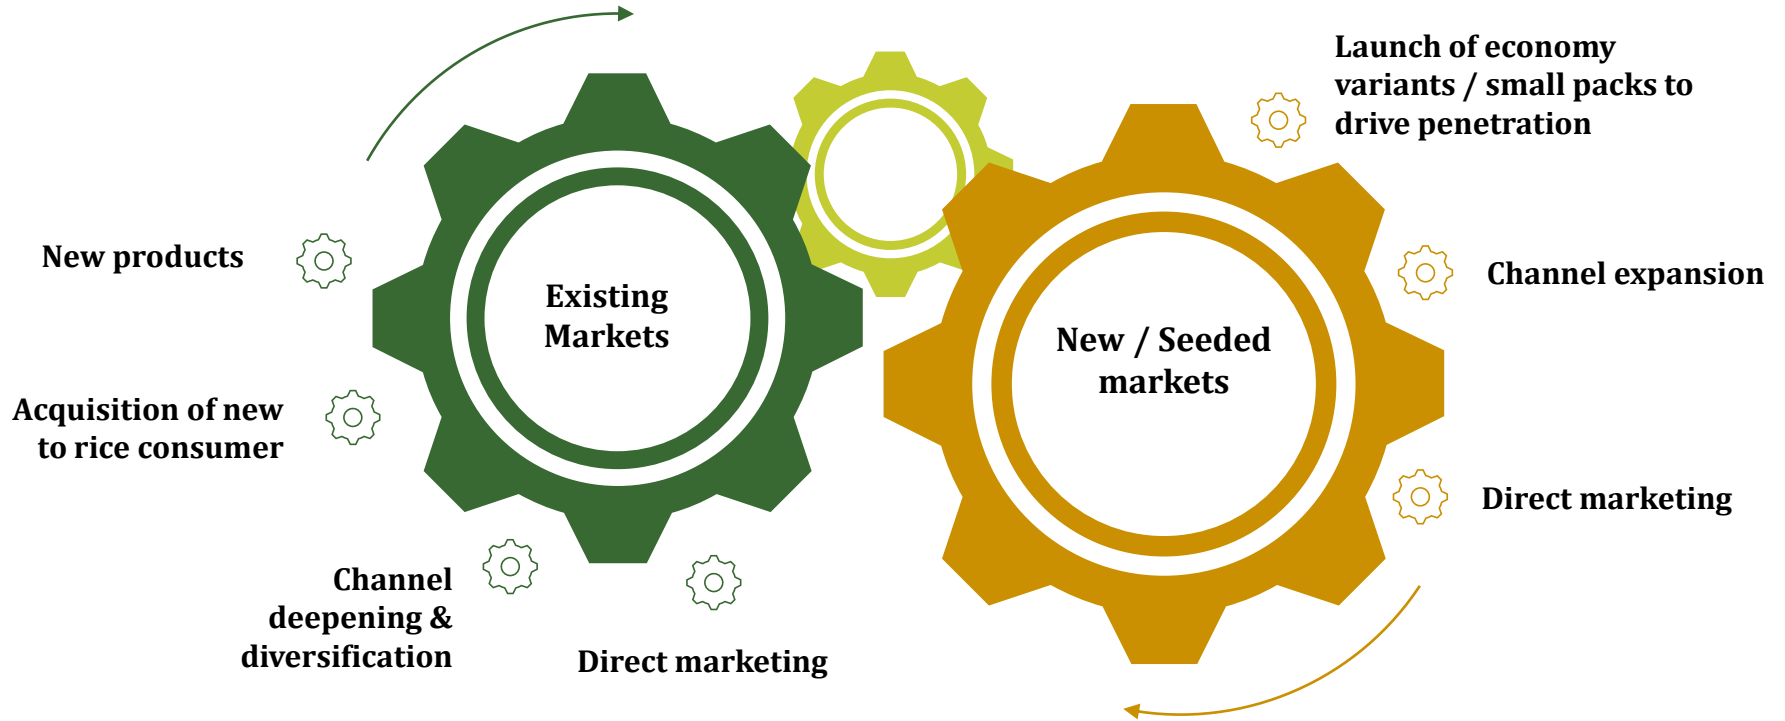 New products
Acquisition of new
to rice consumer
Channel
deepening &
diversification
Direct marketing
Existing
Markets
New / Seeded
markets
Launch of economy
variants / small packs to
drive penetration
Channel expansion
Direct marketing